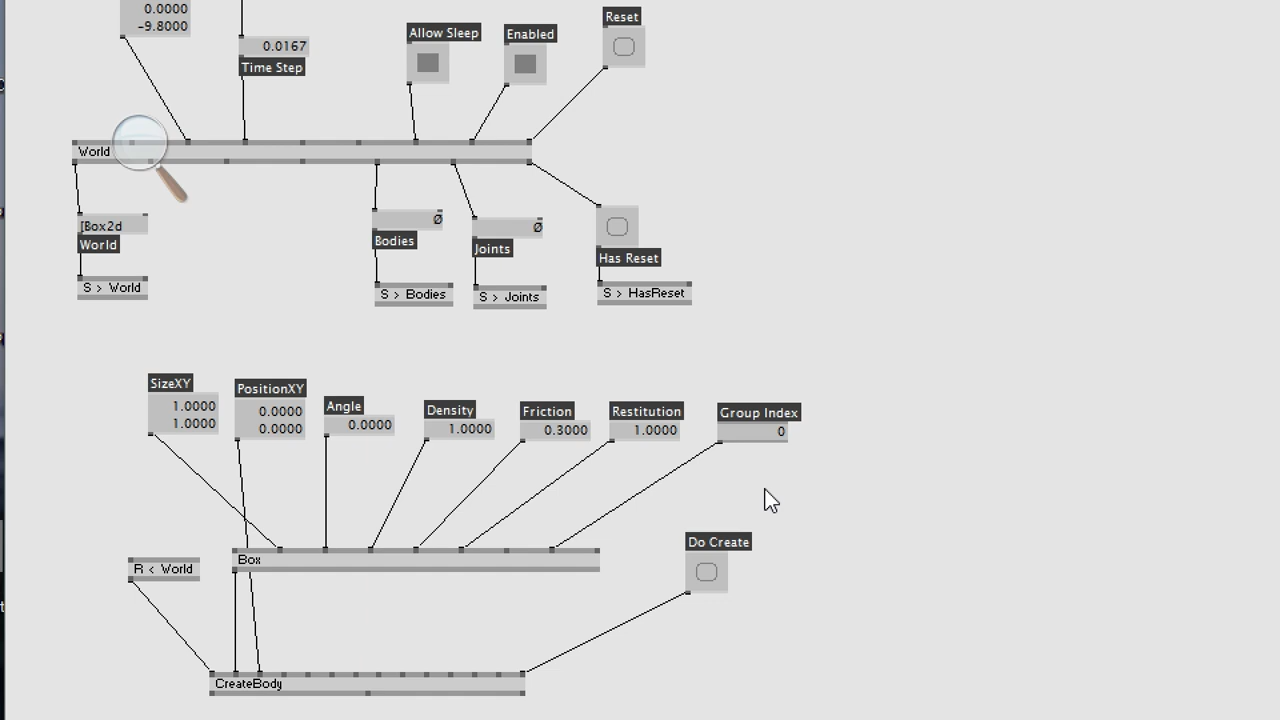 0.0000
-9.8000
0.0167
Time Step
Allow Sleep
Enabled
Reset
World
[Box2d
World
S > World
Ø
Bodies
S > Bodies
Ø
Joints
S > Joints
Has Reset
S > HasReset
SizeXY
1.0000
1.0000
PositionXY
0.0000
0.0000
Angle
0.0000
Density
1.0000
Friction
0.3000
Restitution
1.0000
Group Index
0
Box
R < World
Do Create
CreateBody